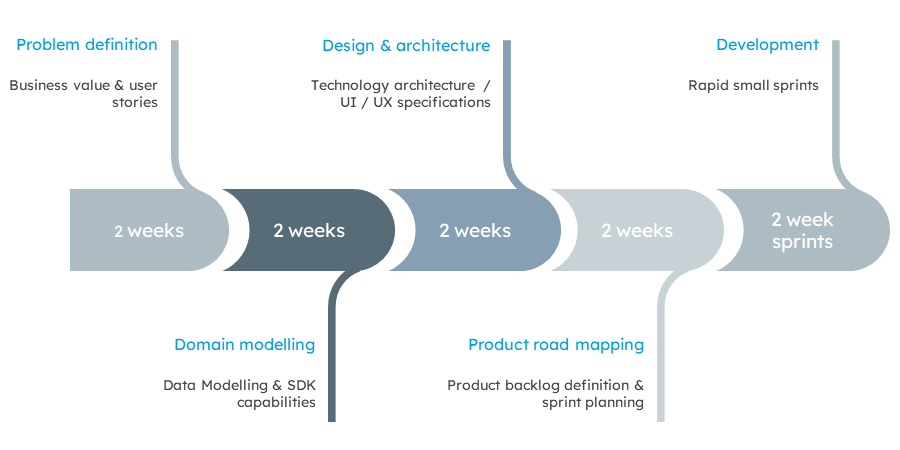 Problem definition
Business value & user
stories
Design & architecture
Technology architecture /
UI / UX specifications
Development
Rapid small sprints
2 weeks
2 weeks
2 weeks
2 weeks
2 week
sprints
Domain modelling
Data Modelling & SDK
capabilities
Product road mapping
Product backlog definition &
sprint planning